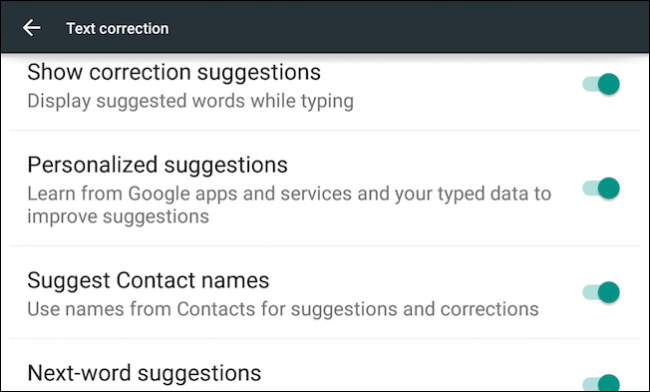 Text correction
Show correction suggestions
Display suggested words while typing
Personalized suggestions
Learn from Google apps and services and your typed data to
improve suggestions
Suggest Contact names
Use names from Contacts for suggestions and corrections
Next-word suggestions